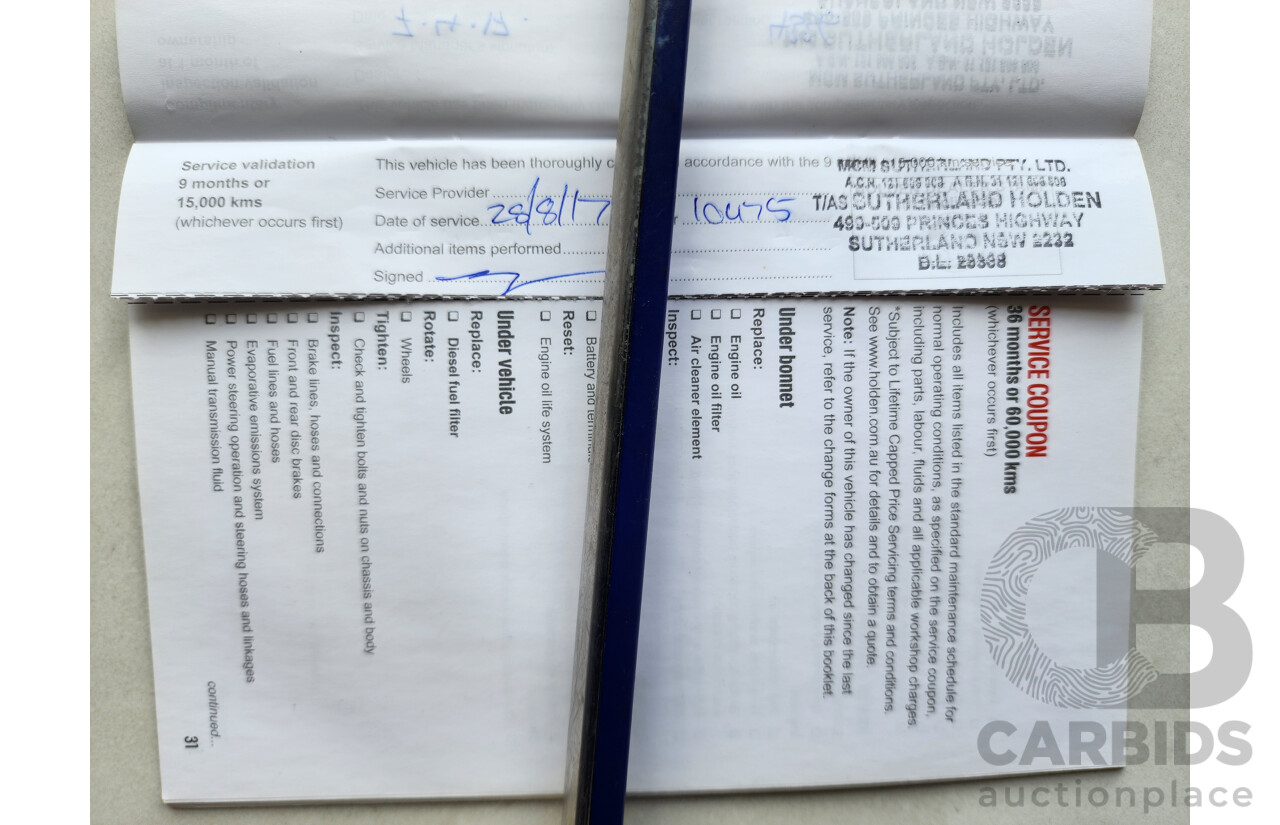 Service validation
9 months or
15,000 kms
(whichever occurs first)
This vehicle has been thoroughly c
accordance with the 9
Service Provider
Date of service 28/8/17
10475
Additional items performed
Signed
MCM SUTHERLAND PTY. LTD.
T/AS SUTHERLAND HOLDEN
499-509 PRINCES HIGHWAY
SUTHERLAND NSW 2232
SERVICE COUPON
36 months or 60,000 kms
(whichever occurs first)
Includes all items listed in the standard maintenance schedule for
normal operating conditions, as specified on the service coupon,
including parts, labour, fluids and all applicable workshop charges.
*Subject to Lifetime Capped Price Servicing terms and conditions.
See www.holden.com.au for details and to obtain a quote.
Note: If the owner of this vehicle has changed since the last
service, refer to the change forms at the back of this booklet.
Under bonnet
Replace:
❏ Engine oil
❏ Engine oil filter
❏ Air cleaner element
Inspect:
❏ Battery and terminals
Reset:
❏ Engine oil life system
Under vehicle
Replace:
❏ Diesel fuel filter
Rotate:
❏ Wheels
Tighten:
❏ Check and tighten bolts and nuts on chassis and body
Inspect:
❏ Brake lines, hoses and connections
❏ Front and rear disc brakes
❏ Fuel lines and hoses
❏ Evaporative emissions system
❏ Power steering operation and steering hoses and linkages
❏ Manual transmission fluid
continued...
31
CARBIDS
auctionplace